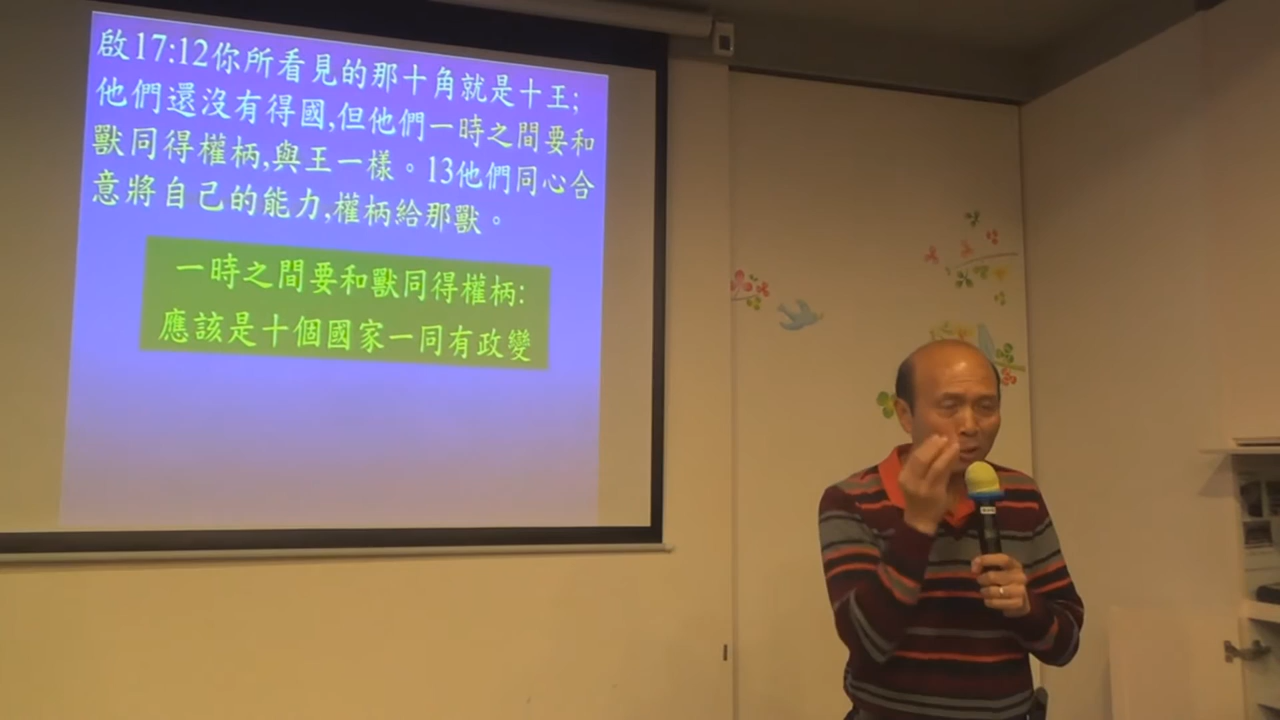 啟17:12你所看見的那十角就是十王;
他們還沒有得國,但他們一時之間要和
獸同得權柄,與王一樣。13他們同心合
意將自己的能力,權柄給那獸。
一時之間要和獸同得權柄:
應該是十個國家一同有政變